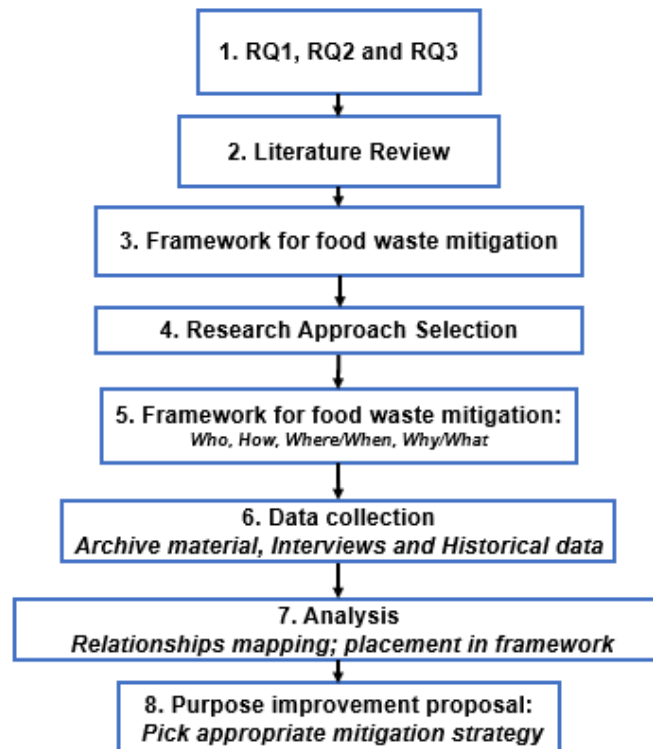 1. RQ1, RQ2 and RQ3
2. Literature Review
3. Framework for food waste mitigation
4. Research Approach Selection
5. Framework for food waste mitigation:
Who, How, Where/When, Why/What
6. Data collection
Archive material, Interviews and Historical data
7. Analysis
Relationships mapping; placement in framework
8. Purpose improvement proposal:
Pick appropriate mitigation strategy